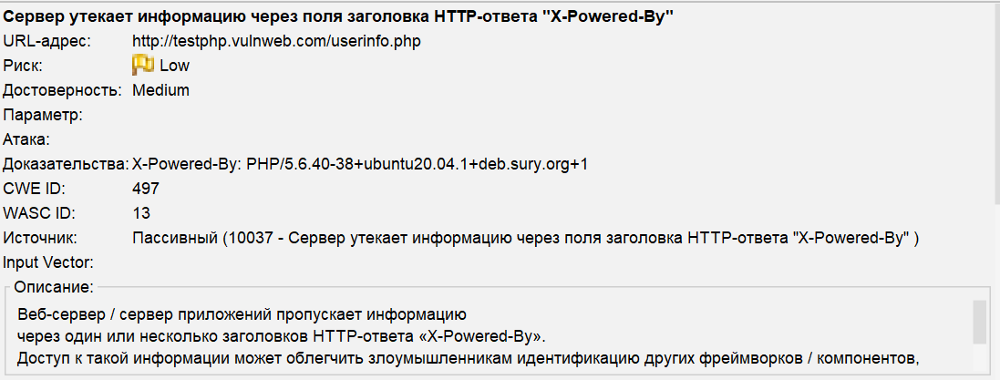 Сервер утекает информацию через поля заголовка HTTP-ответа "X-Powered-By"
URL-адрес: http://testphp.vulnweb.com/userinfo.php
Риск: Low
Достоверность: Medium
Параметр:
Атака:
Доказательства: X-Powered-By: PHP/5.6.40-38+ubuntu20.04.1+deb.sury.org+1
CWE ID: 497
WASC ID: 13
Источник: Пассивный (10037 - Сервер утекает информацию через поля заголовка HTTP-ответа "X-Powered-By" )
Input Vector:
Описание:
Веб-сервер / сервер приложений пропускает информацию
через один или несколько заголовков HTTP-ответа «X-Powered-By».
Доступ к такой информации может облегчить злоумышленникам идентификацию других фреймворков / компонентов,